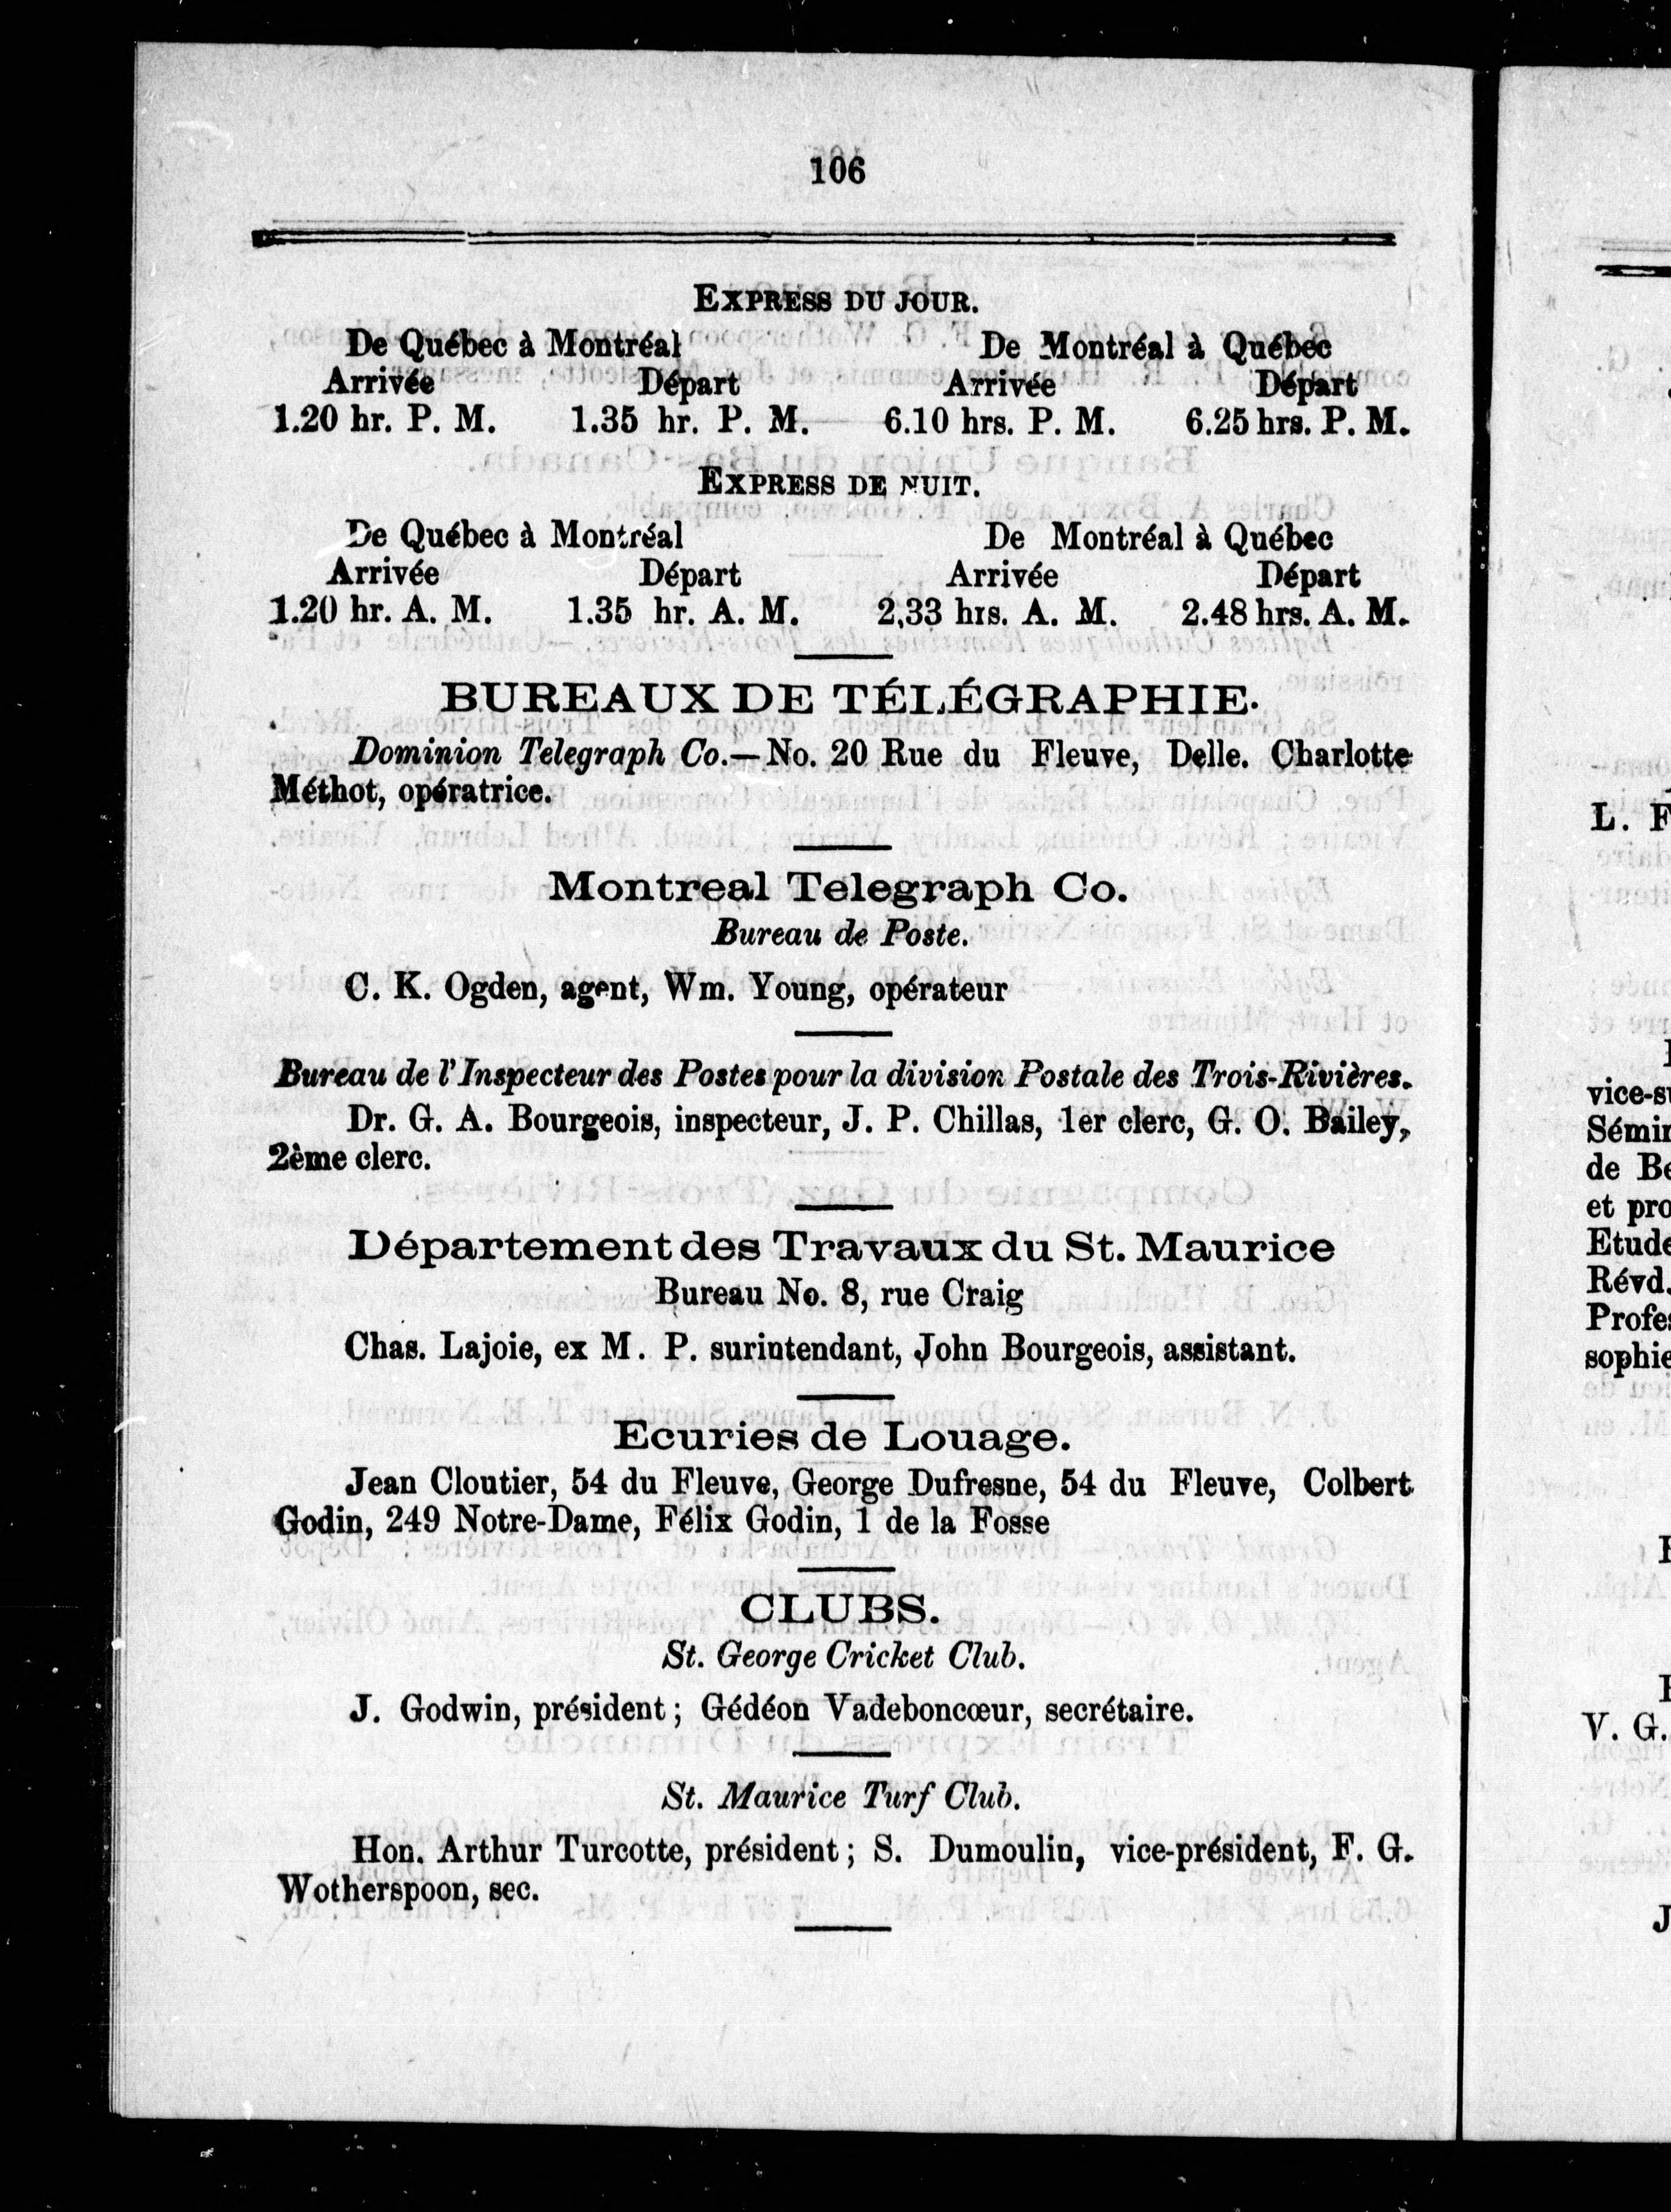 106
EXPRESS DU JOUR.
De Québec à Montréal De Montréal à Québec
Arrivée Départ Arrivée Départ
1.20 hr. P. M. 1.35 hr. P. M. 6.10 hrs. P. M. 6.25 hrs. P. M.
EXPRESS DE NUIT.
De Québec à Montréal De Montréal à Québec
Arrivée Départ Arrivée Départ
1.20 hr. A. M. 1.35 hr. A. M. 2,33 hrs. A. M. 2.48 hrs. A. M.
BUREAUX DE TÉLÉGRAPHIE.
Dominion Telegraph Co.—No. 20 Rue du Fleuve, Delle. Charlotte
Méthot, opératrice.
Montreal Telegraph Co.
Bureau de Poste.
C. K. Ogden, agent, Wm. Young, opérateur
Bureau de l'Inspecteur des Postes pour la division Postale des Trois-Rivières.
Dr. G. A. Bourgeois, inspecteur, J. P. Chillas, 1er clerc, G. O. Bailey,
2ème clerc.
Département des Travaux du St. Maurice
Bureau No. 8, rue Craig
Chas. Lajoie, ex M. P. surintendant, John Bourgeois, assistant.
Ecuries de Louage.
Jean Cloutier, 54 du Fleuve, George Dufresne, 54 du Fleuve, Colbert
Godin, 249 Notre-Dame, Félix Godin, 1 de la Fosse
CLUBS.
St. George Cricket Club.
J. Godwin, président ; Gédéon Vadeboncœur, secrétaire.
St. Maurice Turf Club.
Hon. Arthur Turcotte, président ; S. Dumoulin, vice-président, F. G.
Wotherspoon, sec.
L.
de
et
Révd.
V. G.